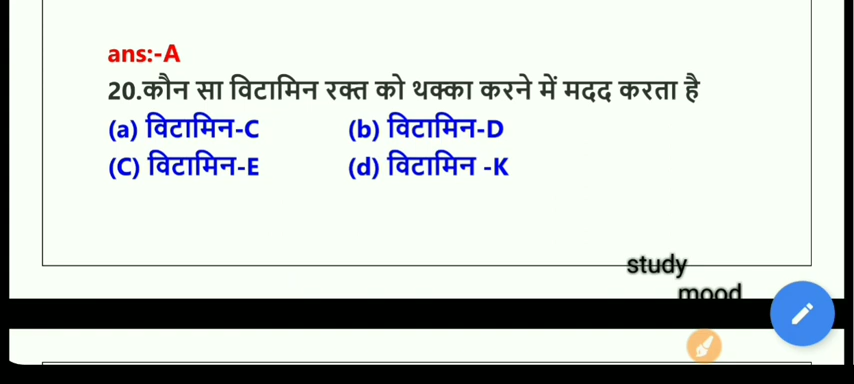 ans:-A
20.कौन सा विटामिन रक्त को थक्का करने में मदद करता है
(a) विटामिन-C (b) विटामिन-D
(C) विटामिन-E (d) विटामिन -K
study
mood